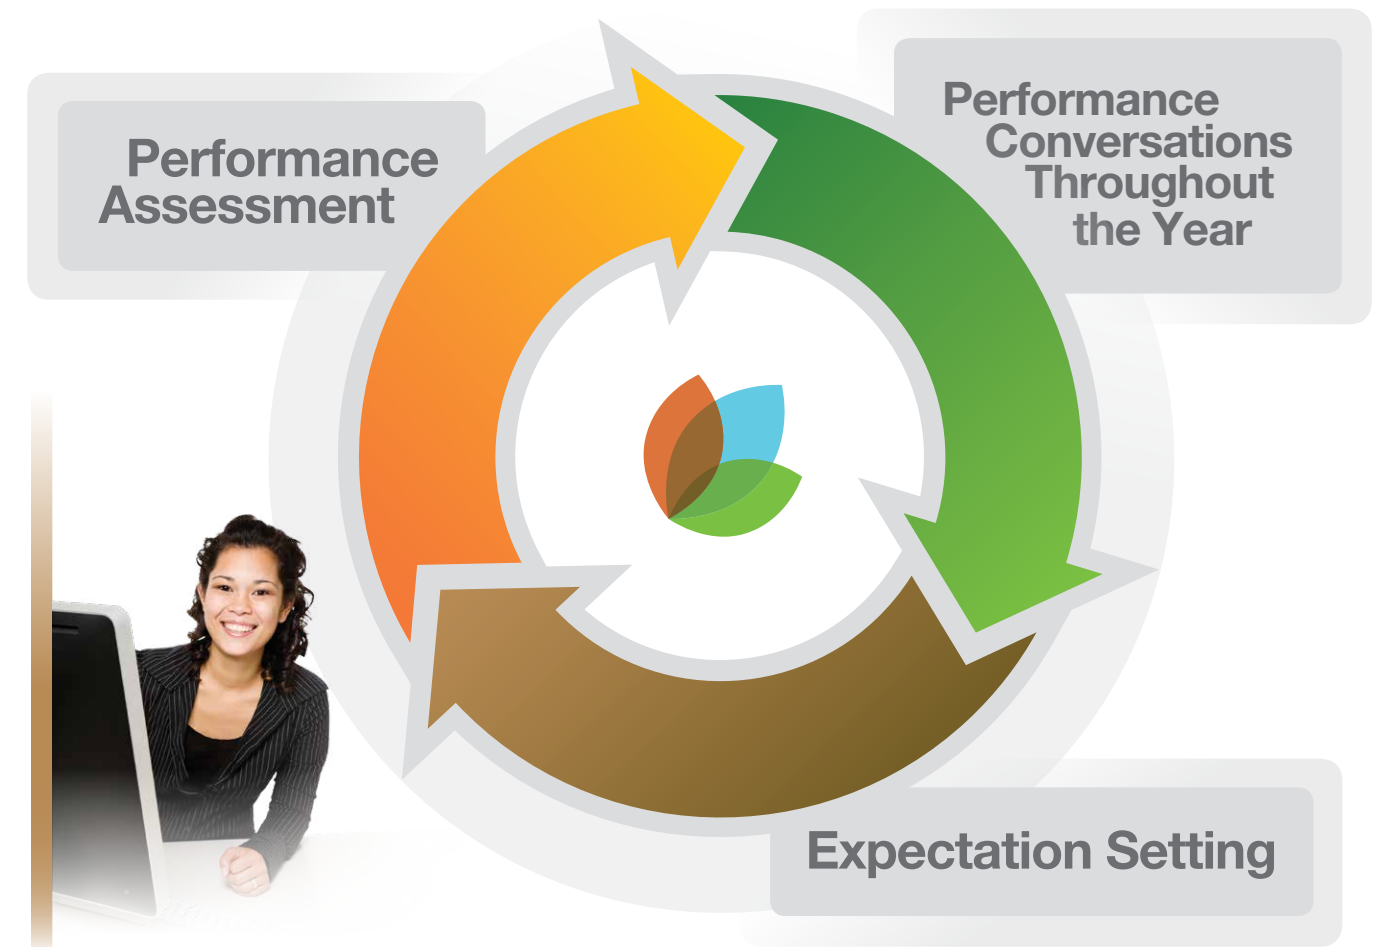 Performance
Assessment
Performance
Conversations
Throughout
the Year
Expectation Setting